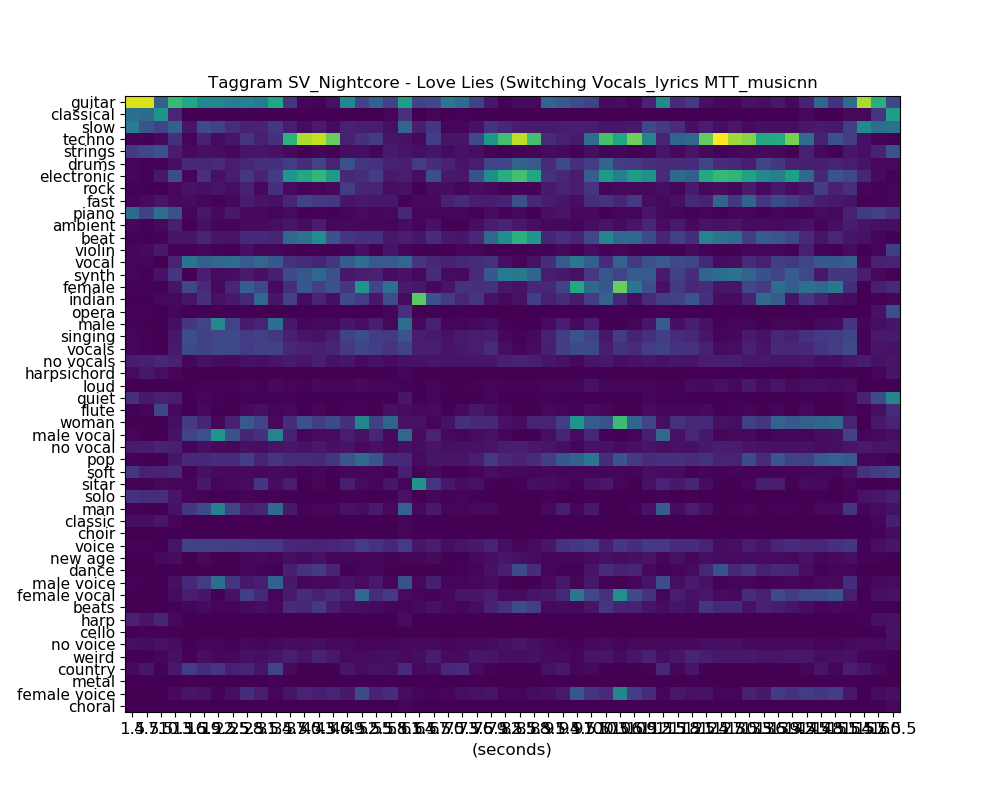 Taggram SV_Nightcore - Love Lies (Switching Vocals_lyrics MTT_musicnn
guitar
classical
slow
techno
strings
drums
electronic
rock
fast
piano
ambient
beat
violin
vocal
synth
female
indian
opera
male
singing
vocals
no vocals
harpsichord
loud
quiet
flute
woman
male vocal
no vocal
pop
soft
sitar
solo
man
classic
choir
voice
new age
dance
male voice
female vocal
beats
harp
cello
no voice
weird
country
metal
female voice
choral
(seconds)